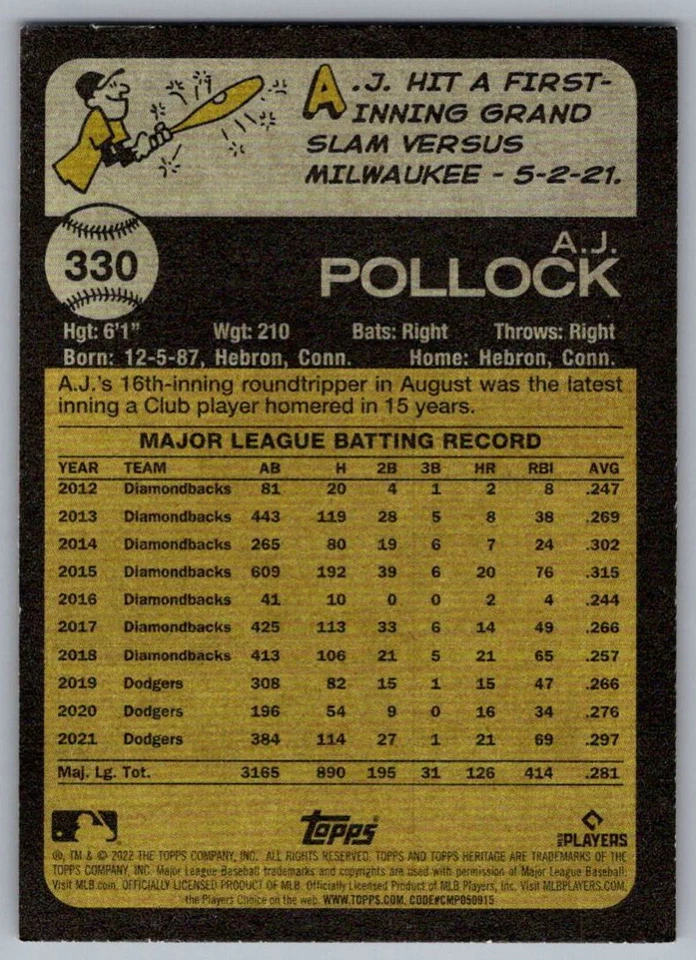 A.J. HIT A FIRST-
INNING GRAND
SLAM VERSUS
MILWAUKEE - 5-2-21.
330
A.J.
POLLOCK
Hgt: 6'1" Wgt: 210 Bats: Right Throws: Right
Born: 12-5-87, Hebron, Conn. Home: Hebron, Conn.
A.J.'s 16th-inning roundtripper in August was the latest
inning a Club player homered in 15 years.
MAJOR LEAGUE BATTING RECORD
YEAR TEAM AB H 2B 3B HR RBI AVG
2012 Diamondbacks 81 20 4 1 2 8 .247
2013 Diamondbacks 443 119 28 5 8 38 .269
2014 Diamondbacks 265 80 19 6 7 24 .302
2015 Diamondbacks 609 192 39 6 20 76 .315
2016 Diamondbacks 41 10 0 0 2 4 .244
2017 Diamondbacks 425 113 33 6 14 49 .266
2018 Diamondbacks 413 106 21 5 21 65 .257
2019 Dodgers 308 82 15 1 15 47 .266
2020 Dodgers 196 54 9 0 16 34 .276
2021 Dodgers 384 114 27 1 21 69 .297
Maj. Lg. Tot. 3165 890 195 31 126 414 .281
topps
PLAYERS
®, TM & © 2022 THE TOPPS COMPANY, INC. ALL RIGHTS RESERVED. TOPPS AND TOPPS HERITAGE ARE TRADEMARKS OF THE
TOPPS COMPANY, INC. Major League Baseball trademarks and copyrights are used with permission of Major League Baseball.
Visit MLB.com. OFFICIALLY LICENSED PRODUCT OF MLB Officially Licensed Product of MLB Players, Inc. Visit MLBPLAYERS.COM,
the Players Choice on the web. WWW.TOPPS.COM. CODE#CMP050915